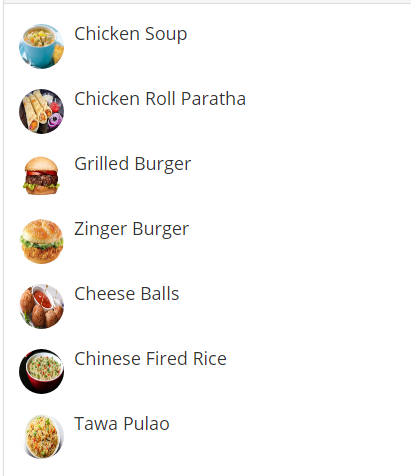 Chicken Soup
Chicken Roll Paratha
Grilled Burger
Zinger Burger
Cheese Balls
Chinese Fired Rice
Tawa Pulao